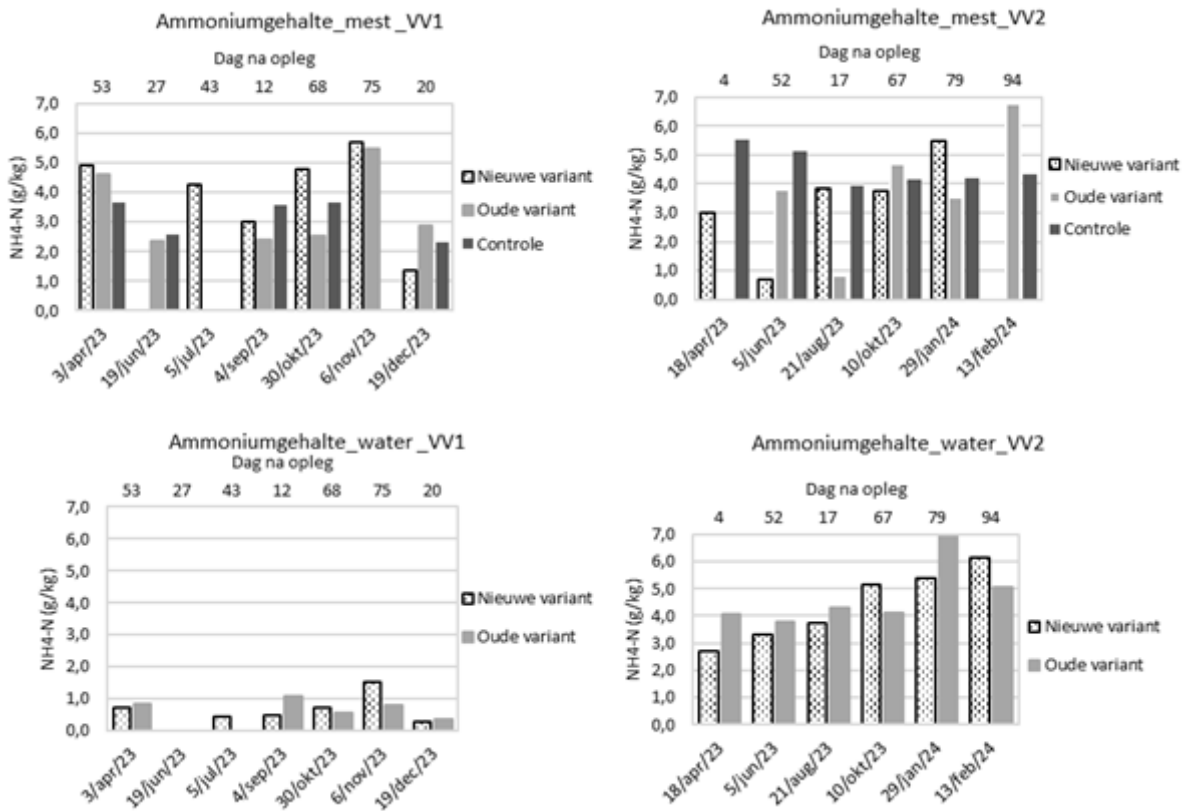 Ammoniumgehalte_mest _VV1
Dag na opleg
53 27 43 12 68 75 20
7,0
6,0
5,0
4,0
3,0
2,0
1,0
0,0
NH4-N (g/kg)
3/apr/23 19/jun/23 5/jul/23 4/sep/23 30/okt/23 6/nov/23 19/dec/23
Nieuwe variant
Oude variant
Controle
Ammoniumgehalte_mest_VV2
Dag na opleg
4 52 17 67 79 94
7,0
6,0
5,0
4,0
3,0
2,0
1,0
0,0
NH4-N (g/kg)
18/apr/23 5/jun/23 21/aug/23 10/okt/23 29/jan/24 13/feb/24
Nieuwe variant
Oude variant
Controle
Ammoniumgehalte_water _VV1
Dag na opleg
53 27 43 12 68 75 20
7,0
6,0
5,0
4,0
3,0
2,0
1,0
0,0
NH4-N (g/kg)
3/apr/23 19/jun/23 5/jul/23 4/sep/23 30/okt/23 6/nov/23 19/dec/23
Nieuwe variant
Oude variant
Ammoniumgehalte_water_VV2
Dag na opleg
4 52 17 67 79 94
7,0
6,0
5,0
4,0
3,0
2,0
1,0
0,0
NH4-N (g/kg)
18/apr/23 5/jun/23 21/aug/23 10/okt/23 29/jan/24 13/feb/24
Nieuwe variant
Oude variant